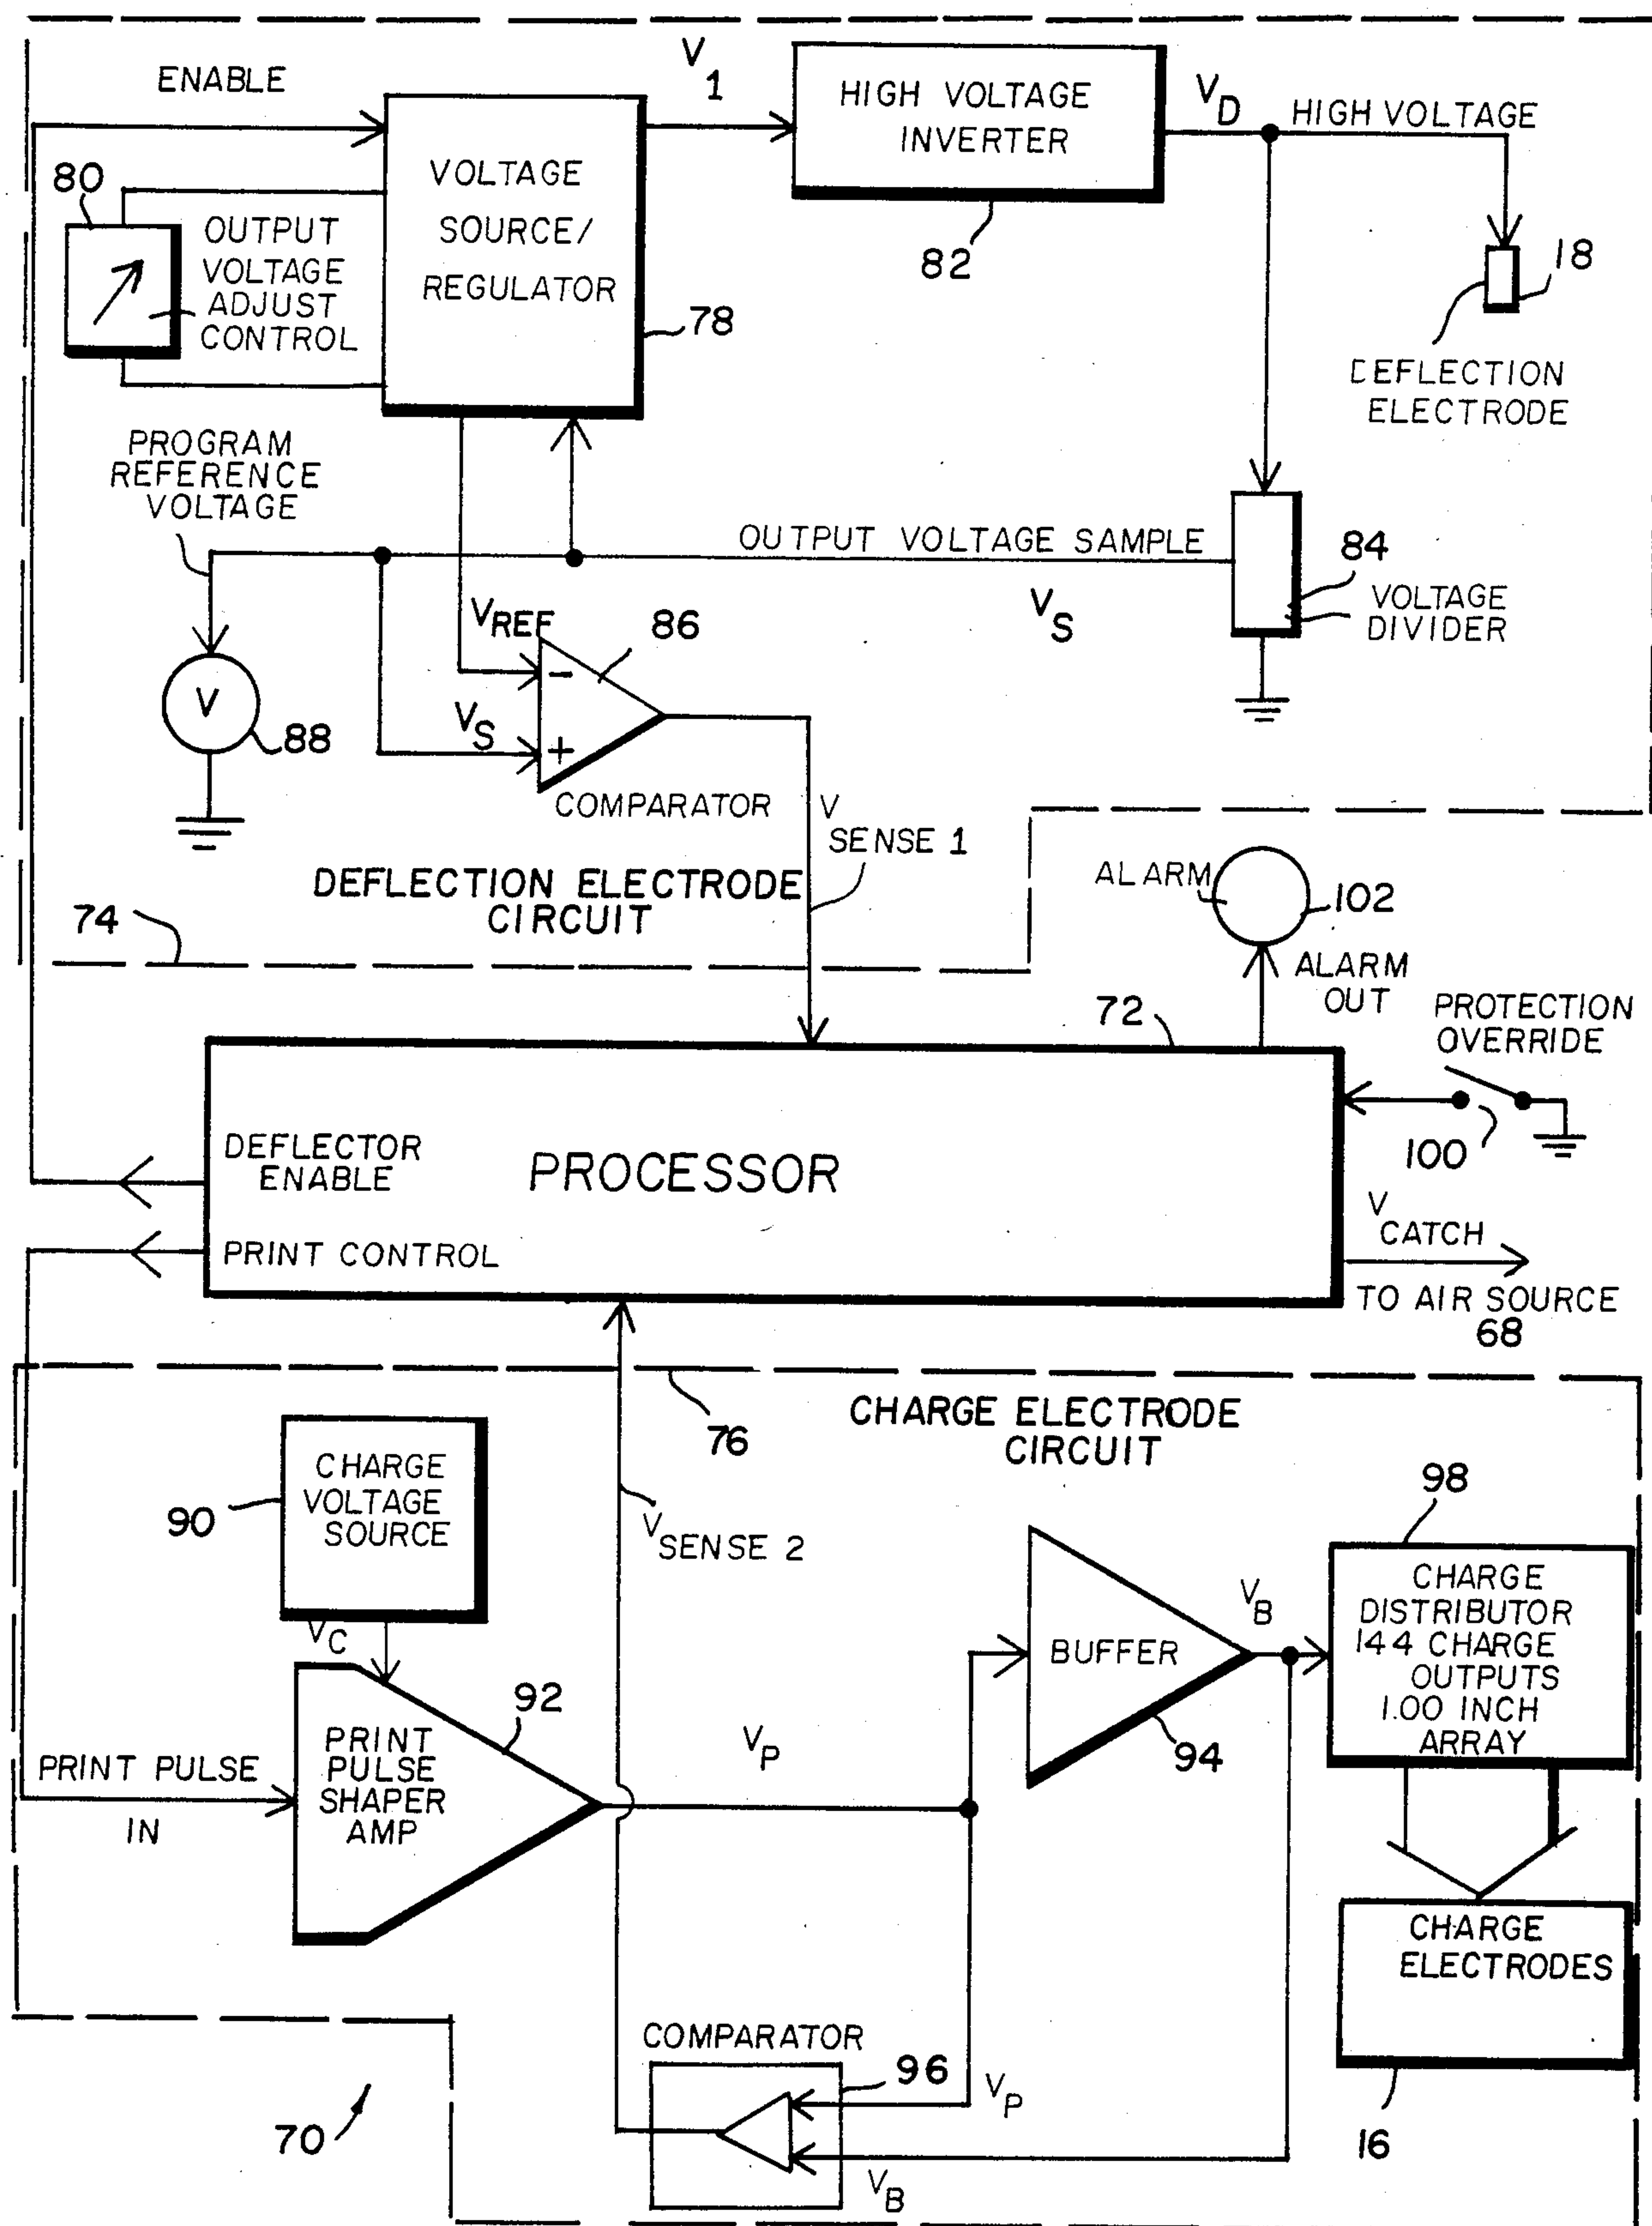 ENABLE
V1
HIGH VOLTAGE
INVERTER
VD
HIGH VOLTAGE
80
VOLTAGE
SOURCE/
REGULATOR
OUTPUT
VOLTAGE
ADJUST
CONTROL
82
18
78
DEFLECTION
ELECTRODE
PROGRAM
REFERENCE
VOLTAGE
OUTPUT VOLTAGE SAMPLE
84
VS
VOLTAGE
DIVIDER
VREF
86
−
V
88
VS
+
COMPARATOR
V
SENSE 1
ALARM
102
DEFLECTION ELECTRODE
CIRCUIT
74
ALARM
OUT
72
PROTECTION
OVERRIDE
DEFLECTOR
ENABLE
PROCESSOR
100
PRINT CONTROL
V
CATCH
TO AIR SOURCE
68
76
CHARGE ELECTRODE
CIRCUIT
CHARGE
VOLTAGE
SOURCE
90
98
V
SENSE 2
VC
CHARGE
DISTRIBUTOR
144 CHARGE
OUTPUTS
1.00 INCH
ARRAY
VB
BUFFER
94
92
PRINT
PULSE
SHAPER
AMP
VP
PRINT PULSE
IN
CHARGE
ELECTRODES
COMPARATOR
96
VP
VB
16
70